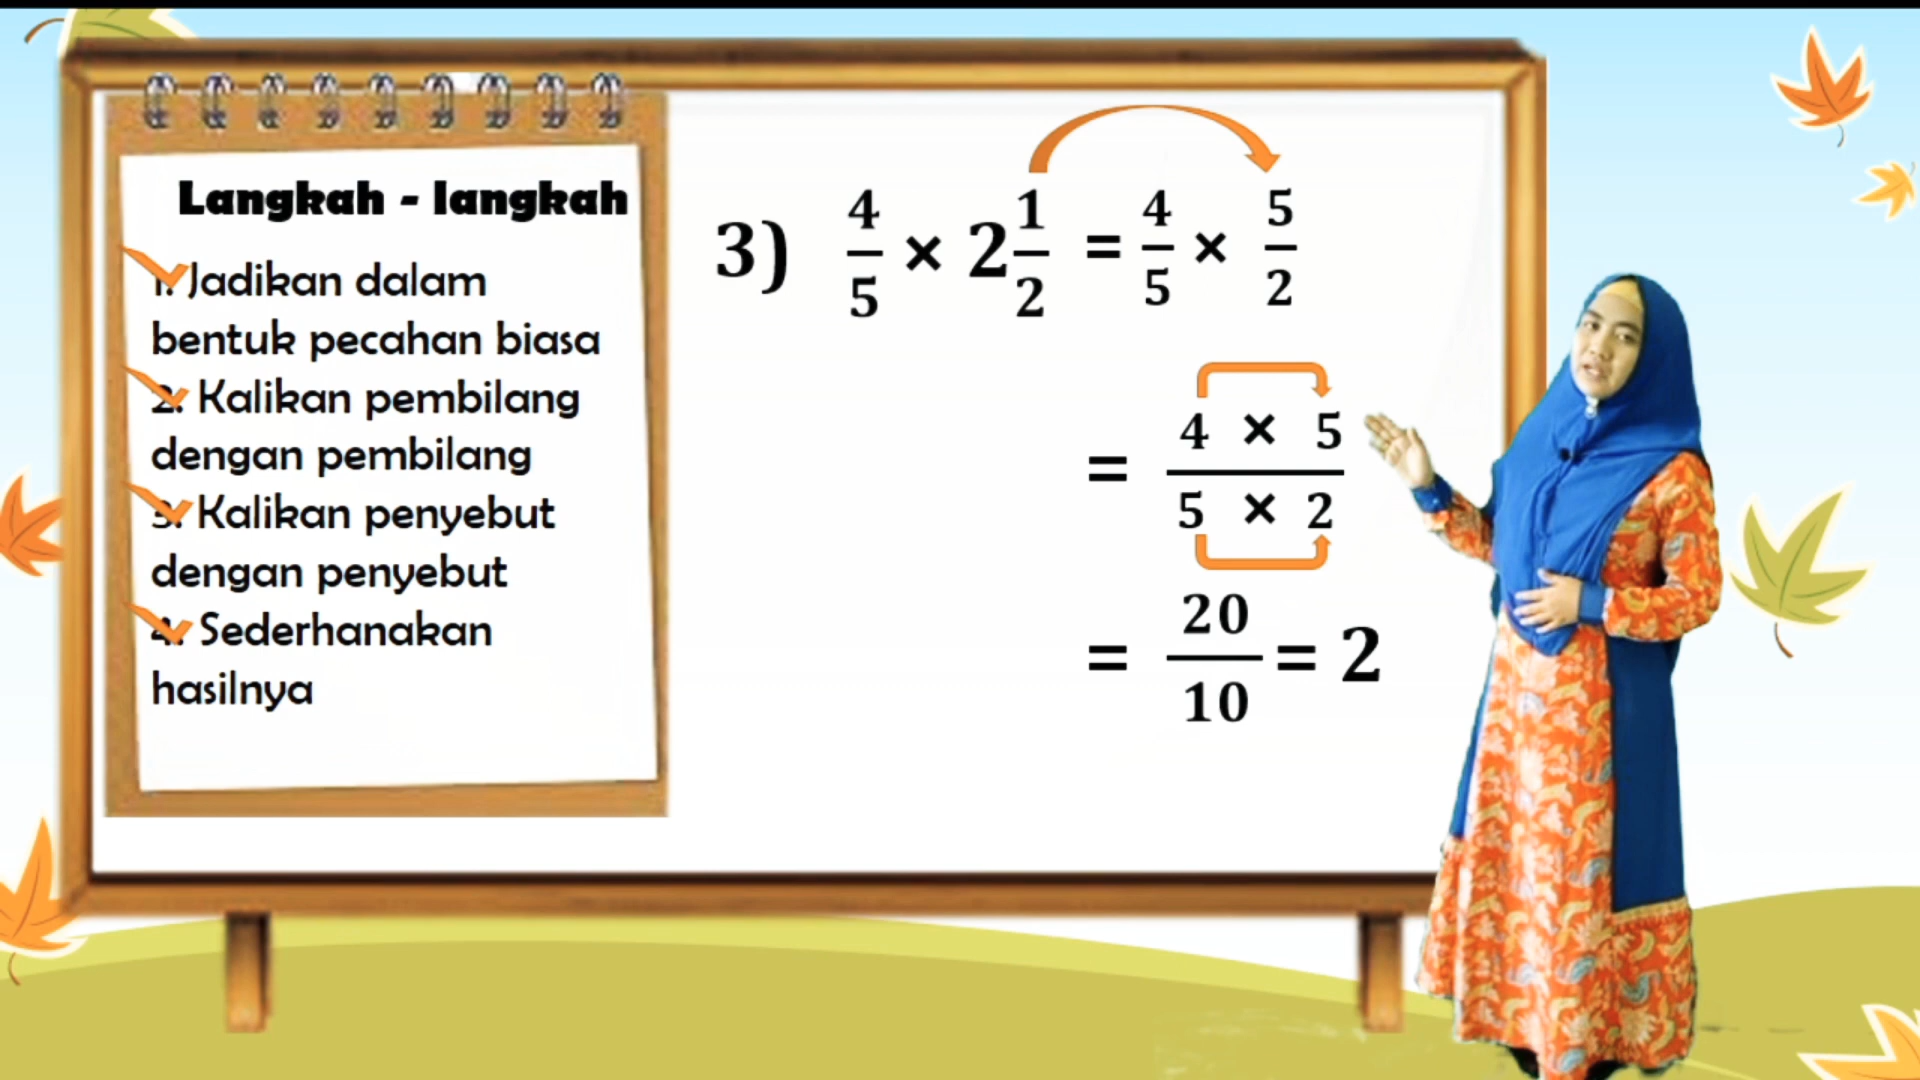 Langkah - langkah
1. Jadikan dalam
bentuk pecahan biasa
2. Kalikan pembilang
dengan pembilang
3. Kalikan penyebut
dengan penyebut
4. Sederhanakan
hasilnya
3) 4/5 × 2 1/2 = 4/5 × 5/2
= (4 × 5)/(5 × 2)
= 20/10 = 2